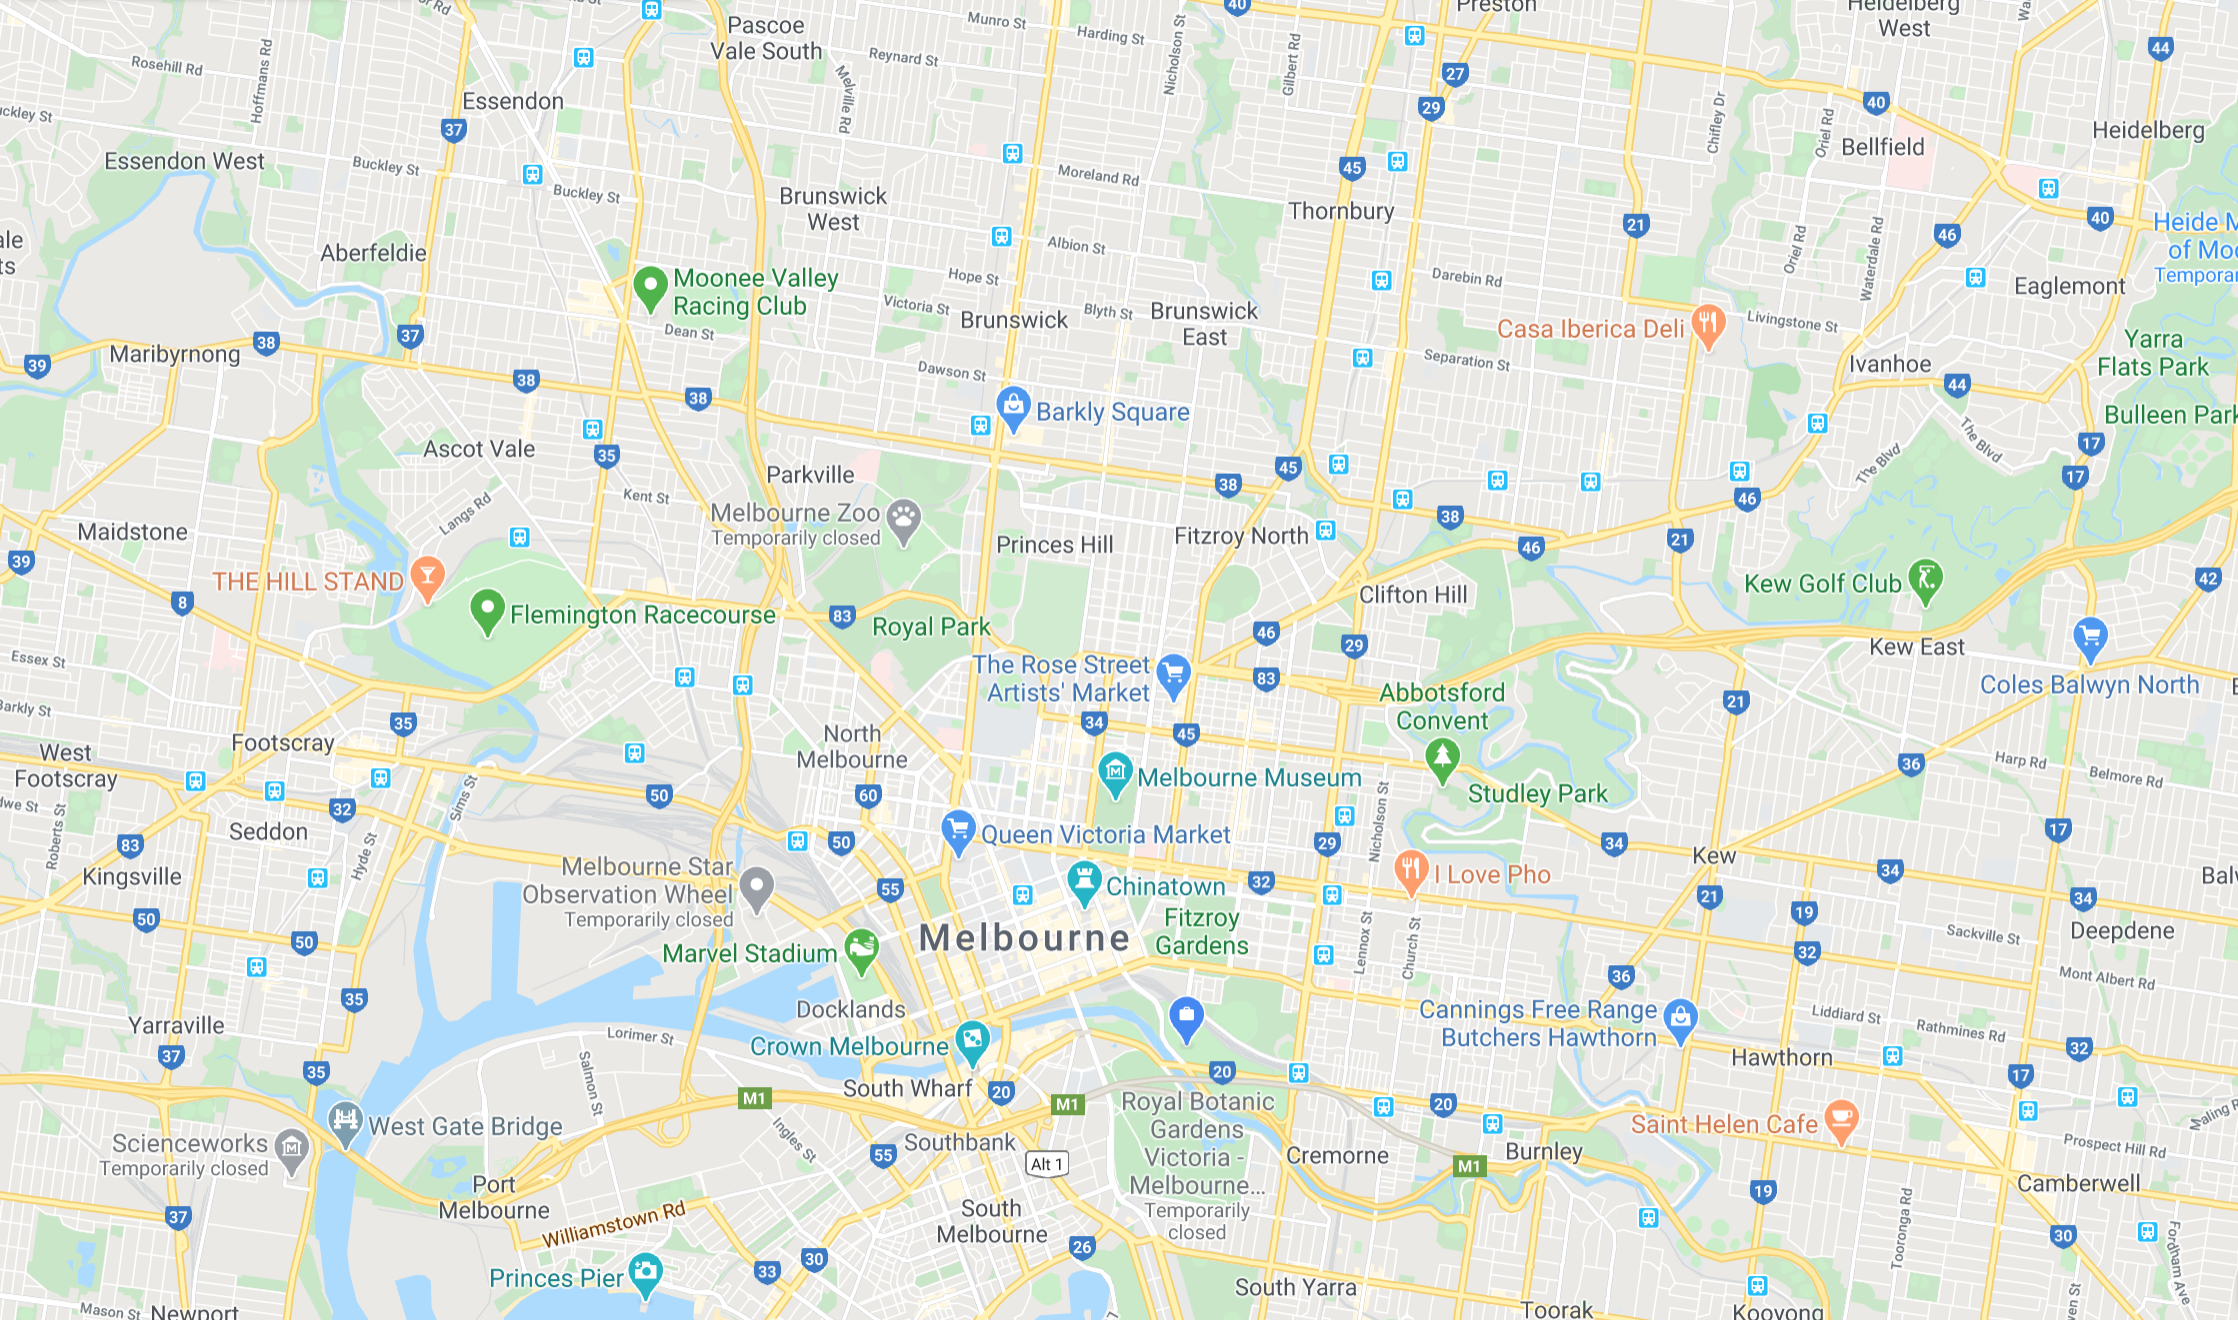 Pascoe
Vale South
Munro St
Harding St
Nicholson St
Gilbert Rd
40
Preston
Heidelberg
West
44
Rosehill Rd
Hoffmans Rd
Reynard St
Melville Rd
27
29
40
Chifley Dr
Oriel Rd
Bellfield
Heidelberg
Essendon
37
Essendon West
Buckley St
Buckley St
Brunswick
West
Moreland Rd
45
Thornbury
21
46
40
Waterdale Rd
Oriel Rd
Aberfeldie
Albion St
Hope St
Darebin Rd
Eaglemont
Moonee Valley
Racing Club
Dean St
Victoria St
Brunswick
Blyth St
Brunswick
East
Casa Iberica Deli
Livingstone St
Yarra
Flats Park
Maribyrnong
38
37
39
38
38
Dawson St
Separation St
Ivanhoe
44
Barkly Square
The Blvd
The Blvd
17
17
Ascot Vale
35
Parkville
45
38
46
Langs Rd
Kent St
Melbourne Zoo
Temporarily closed
Princes Hill
Fitzroy North
38
46
21
Maidstone
39
8
THE HILL STAND
Flemington Racecourse
83
Royal Park
Clifton Hill
Kew Golf Club
42
Kew East
Essex St
46
29
The Rose Street
Artists' Market
83
Abbotsford
Convent
Coles Balwyn North
21
35
34
45
West
Footscray
Footscray
North
Melbourne
Melbourne Museum
Studley Park
36
Harp Rd
Belmore Rd
Sims St
50
60
Nicholson St
32
Roberts St
Seddon
Hyde St
83
Kingsville
50
Queen Victoria Market
29
34
17
Kew
Melbourne Star
Observation Wheel
Temporarily closed
55
Chinatown
32
I Love Pho
34
21
34
19
50
50
Melbourne
Fitzroy
Gardens
Lennox St
Church St
Marvel Stadium
32
36
Sackville St
Deepdene
Mont Albert Rd
35
Yarraville
Docklands
Lorimer St
Cannings Free Range
Butchers Hawthorn
Liddiard St
Rathmines Rd
Crown Melbourne
Hawthorn
32
37
35
Salmon St
South Wharf
20
20
17
M1
M1
20
Royal Botanic
Gardens
Victoria -
Melbourne...
Temporarily
closed
West Gate Bridge
Scienceworks
Temporarily closed
Ingles St
Southbank
55
Alt 1
Cremorne
M1
Burnley
Saint Helen Cafe
Prospect Hill Rd
Camberwell
19
Port
Melbourne
37
Williamstown Rd
South
Melbourne
26
30
33
30
Tooronga Rd
Fordham Ave
Princes Pier
South Yarra
Toorak
Kooyong
Mason St
Newport